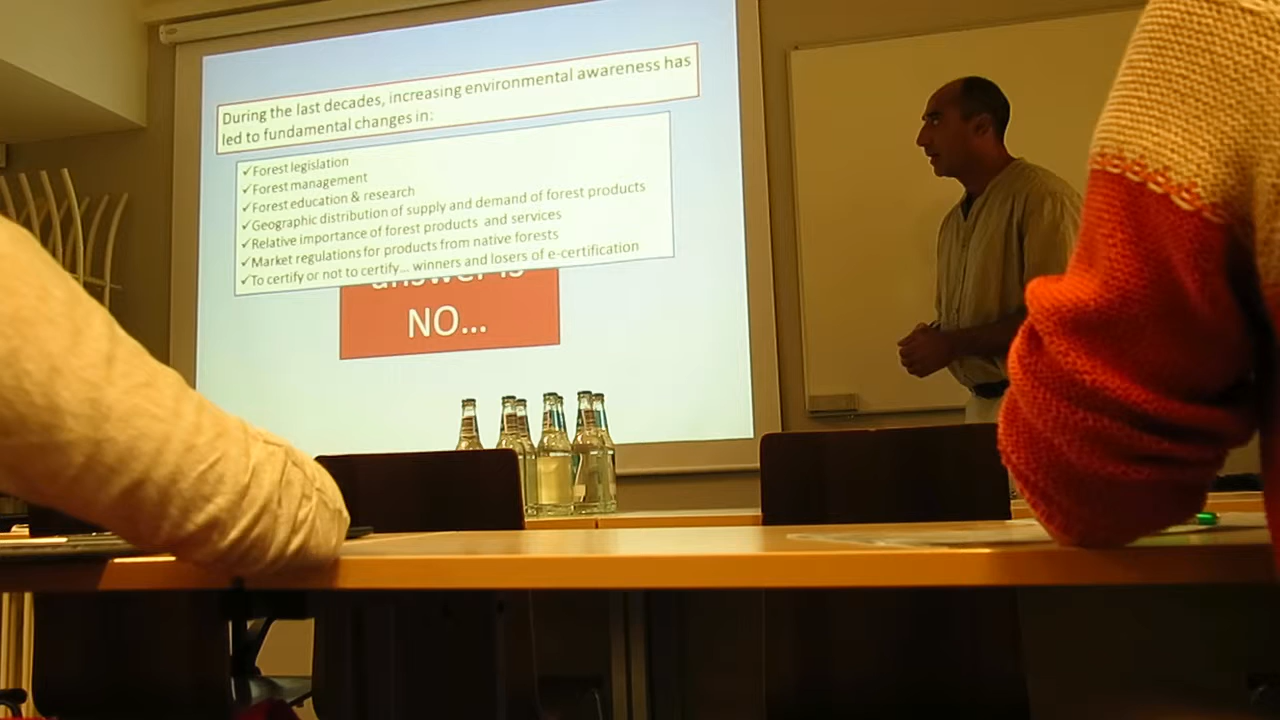 During the last decades, increasing environmental awareness has
led to fundamental changes in:
✓Forest legislation
✓Forest management
✓Forest education & research
✓Geographic distribution of supply and demand of forest products
✓Relative importance of forest products and services
✓Market regulations for products from native forests
✓To certify or not to certify... winners and losers of e-certification
answer is
NO...